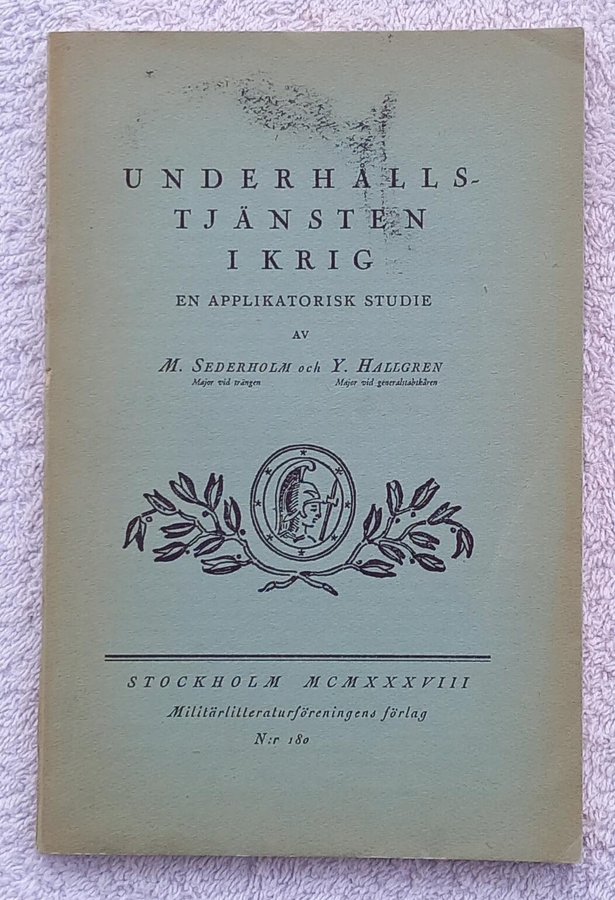 UNDERHÅLLS-
TJÄNSTEN
I KRIG
EN APPLIKATORISK STUDIE
AV
M. SEDERHOLM och Y. HALLGREN
Major vid trängen Major vid generalstabskåren
STOCKHOLM MCMXXXVIII
Militärlitteraturföreningens förlag
N:r 180